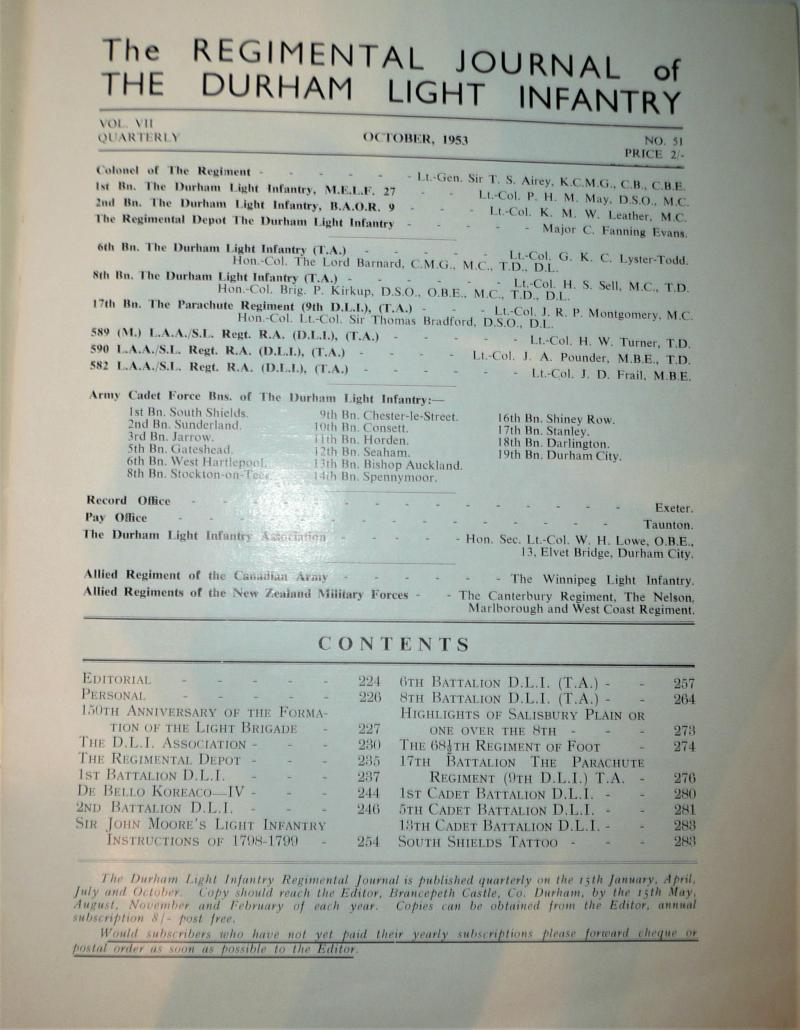 The REGIMENTAL JOURNAL of
THE DURHAM LIGHT INFANTRY
VOL. VII
QUARTERLY
OCTOBER, 1953
NO. 51
PRICE 2/-
Colonel of The Regiment - - - - - Lt.-Gen. Sir T. S. Airey, K.C.M.G., C.B., C.B.E.
1st Bn. The Durham Light Infantry, M.E.L.F. 27 - - Lt.-Col. P. H. M. May, D.S.O., M.C.
2nd Bn. The Durham Light Infantry, B.A.O.R. 9 - - Lt.-Col. K. M. W. Leather, M.C.
The Regimental Depot The Durham Light Infantry - - - Major C. Fanning Evans.
6th Bn. The Durham Light Infantry (T.A.) - - - - Lt.-Col. G. K. C. Lyster-Todd.
Hon.-Col. The Lord Barnard, C.M.G., M.C., T.D., D.L.
8th Bn. The Durham Light Infantry (T.A.) - - - - Lt.-Col. H. S. Sell, M.C., T.D.
Hon.-Col. Brig. P. Kirkup, D.S.O., O.B.E., M.C., T.D., D.L.
17th Bn. The Parachute Regiment (9th D.L.I.), (T.A.) - - Lt.-Col. J. R. P. Montgomery, M.C.
Hon.-Col. Lt.-Col. Sir Thomas Bradford, D.S.O., D.L.
589 (M.) L.A.A./S.L. Regt. R.A. (D.L.I.), (T.A.) - - - - Lt.-Col. H. W. Turner, T.D.
590 L.A.A./S.L. Regt. R.A. (D.L.I.), (T.A.) - - - - Lt.-Col. J. A. Pounder, M.B.E., T.D.
582 L.A.A./S.L. Regt. R.A. (D.L.I.), (T.A.) - - - - Lt.-Col. J. D. Frail, M.B.E.
Army Cadet Force Bns. of The Durham Light Infantry:—
1st Bn. South Shields.
2nd Bn. Sunderland.
3rd Bn. Jarrow.
5th Bn. Gateshead.
6th Bn. West Hartlepool.
8th Bn. Stockton-on-Tees.
9th Bn. Chester-le-Street.
10th Bn. Consett.
11th Bn. Horden.
12th Bn. Seaham.
13th Bn. Bishop Auckland.
14th Bn. Spennymoor.
16th Bn. Shiney Row.
17th Bn. Stanley.
18th Bn. Darlington.
19th Bn. Durham City.
Record Office - - - - - - - - - - Exeter.
Pay Office - - - - - - - - - - Taunton.
The Durham Light Infantry Association - - - - Hon. Sec. Lt.-Col. W. H. Lowe, O.B.E.,
13, Elvet Bridge, Durham City.
Allied Regiment of the Canadian Army - - - - - - The Winnipeg Light Infantry.
Allied Regiments of the New Zealand Military Forces - - The Canterbury Regiment, The Nelson,
Marlborough and West Coast Regiment.
CONTENTS
EDITORIAL - - - - - 224
PERSONAL - - - - - 226
150TH ANNIVERSARY OF THE FORMA-
TION OF THE LIGHT BRIGADE - 227
THE D.L.I. ASSOCIATION - - - 230
THE REGIMENTAL DEPOT - - - 235
1ST BATTALION D.L.I. - - - - 237
DE BELLO KOREACO—IV - - - 244
2ND BATTALION D.L.I. - - - - 246
SIR JOHN MOORE'S LIGHT INFANTRY
INSTRUCTIONS OF 1798-1799 - 254
6TH BATTALION D.L.I. (T.A.) - - 257
8TH BATTALION D.L.I. (T.A.) - - 264
HIGHLIGHTS OF SALISBURY PLAIN OR
ONE OVER THE 8TH - - - 273
THE 68½TH REGIMENT OF FOOT - 274
17TH BATTALION THE PARACHUTE
REGIMENT (9TH D.L.I.) T.A. - 276
1ST CADET BATTALION D.L.I. - - 280
5TH CADET BATTALION D.L.I. - - 281
13TH CADET BATTALION D.L.I. - - 283
SOUTH SHIELDS TATTOO - - - 283
The Durham Light Infantry Regimental Journal is published quarterly on the 15th January, April,
July and October. Copy should reach the Editor, Brancepeth Castle, Co. Durham, by the 15th May,
August, November and February of each year. Copies can be obtained from the Editor, annual
subscription 8/- post free.
Would subscribers who have not yet paid their yearly subscriptions please forward cheque or
postal order as soon as possible to the Editor.